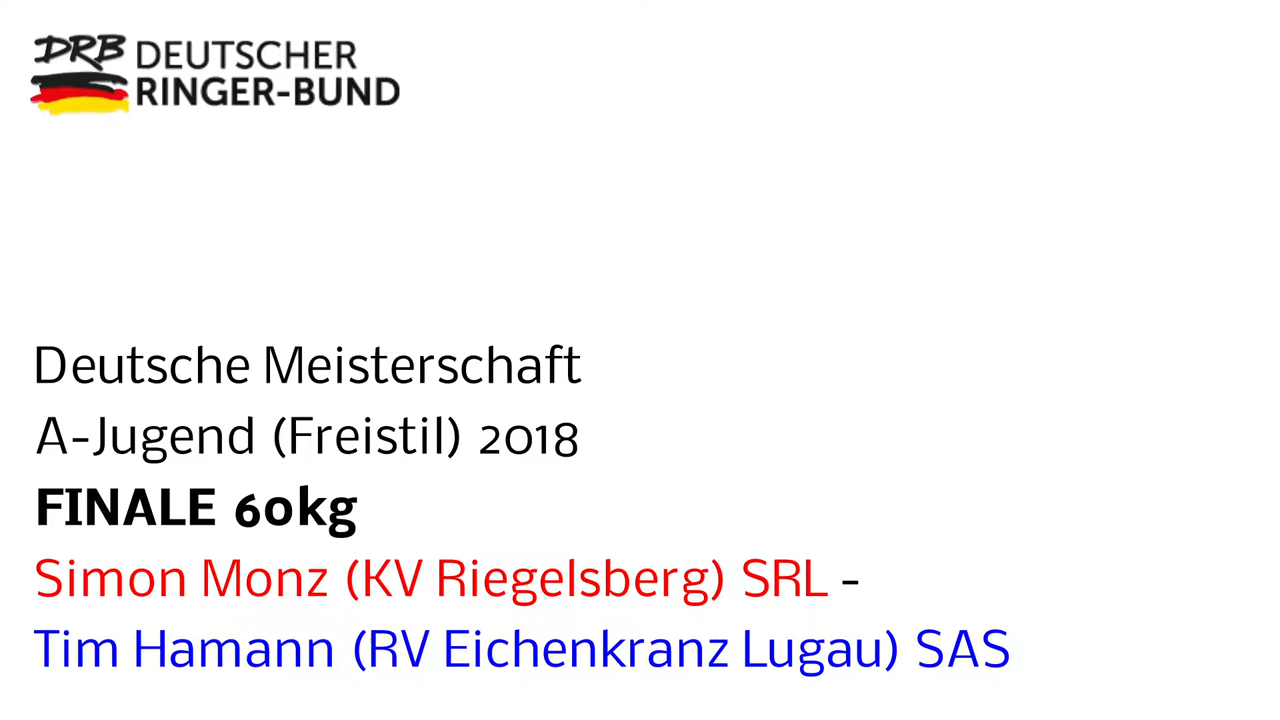 DRB DEUTSCHER
RINGER-BUND
Deutsche Meisterschaft
A-Jugend (Freistil) 2018
FINALE 60kg
Simon Monz (KV Riegelsberg) SRL -
Tim Hamann (RV Eichenkranz Lugau) SAS